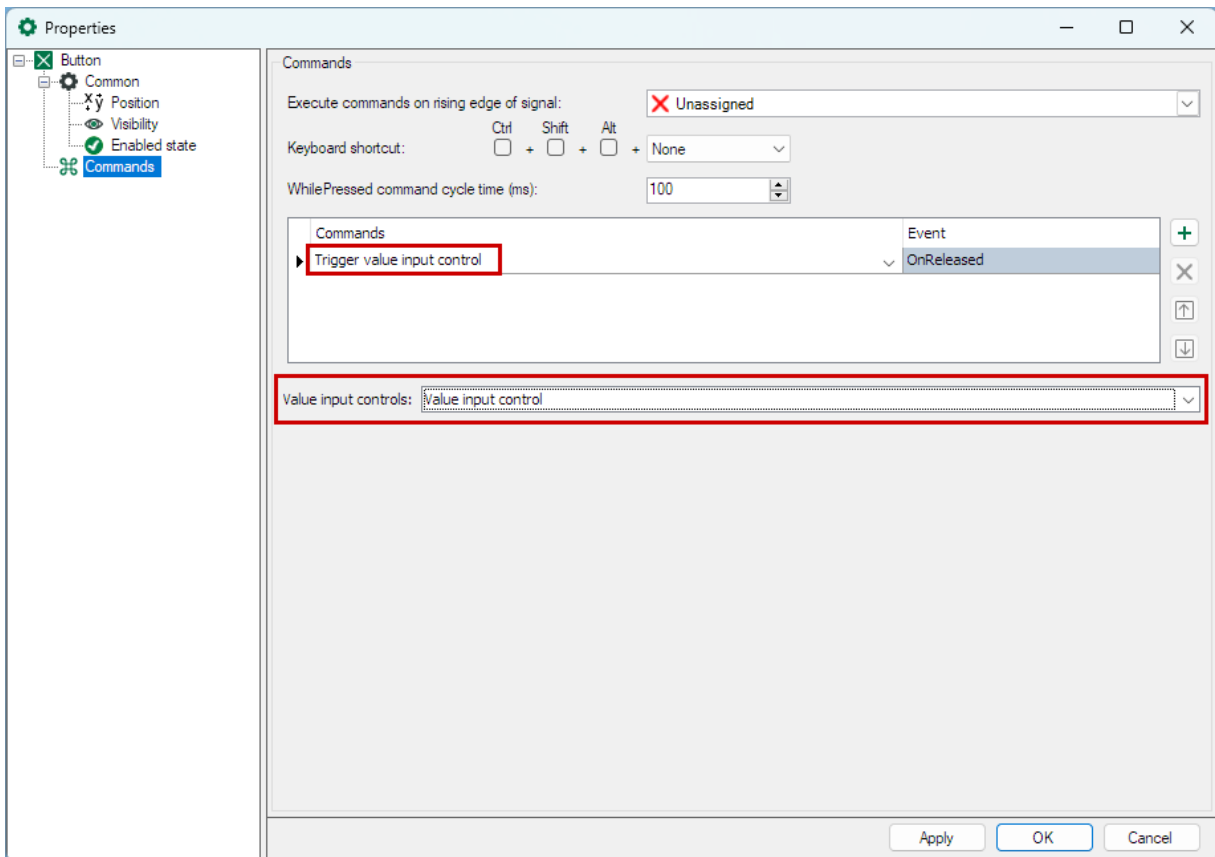 Properties
Button
Common
Position
Visibility
Enabled state
Commands
Commands
Execute commands on rising edge of signal:
Unassigned
Ctrl Shift Alt
Keyboard shortcut:
+ + + None
WhilePressed command cycle time (ms):
100
Commands Event
Trigger value input control OnReleased
Value input controls: Value input control
Apply OK Cancel